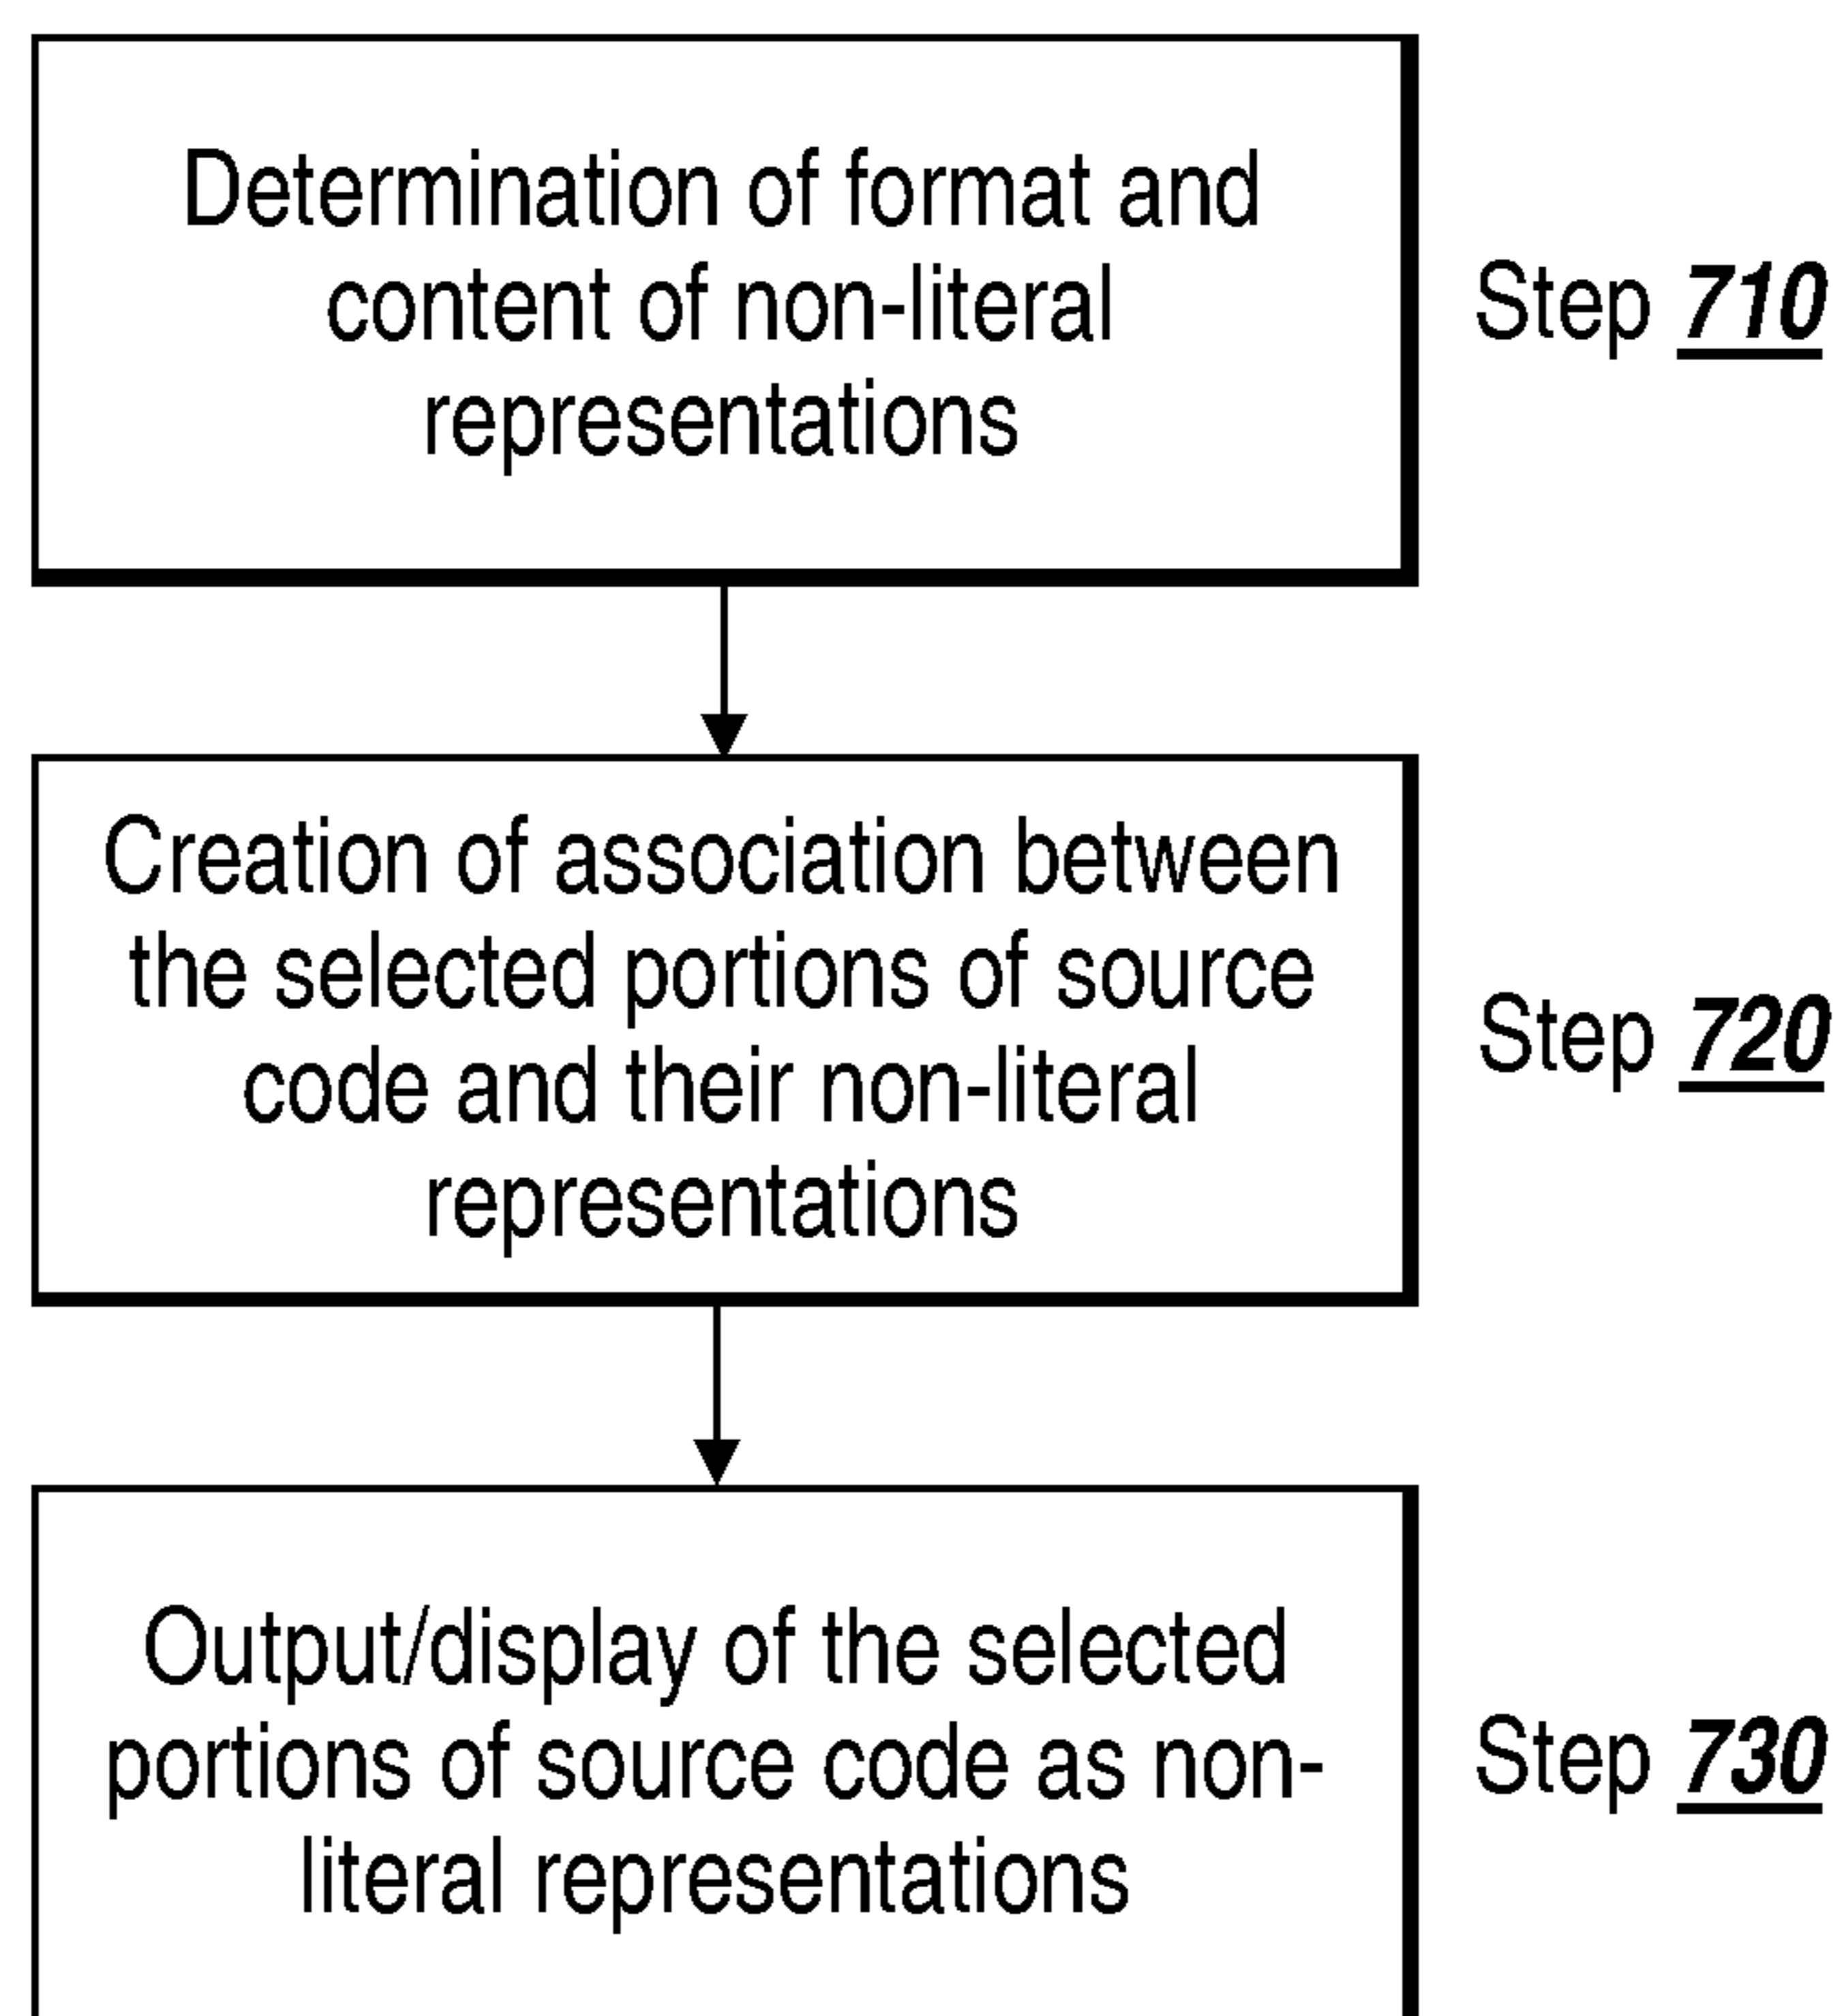 Determination of format and
content of non-literal
representations
Step 710
Creation of association between
the selected portions of source
code and their non-literal
representations
Step 720
Output/display of the selected
portions of source code as non-
literal representations
Step 730